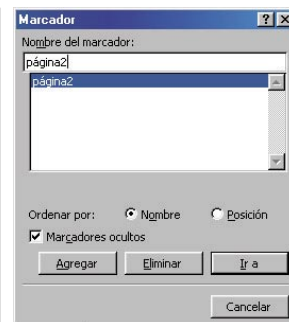 Marcador
Nombre del marcador:
página2
página2
Ordenar por: Nombre Posición
Marcadores ocultos
Agregar Eliminar Ir a
Cancelar